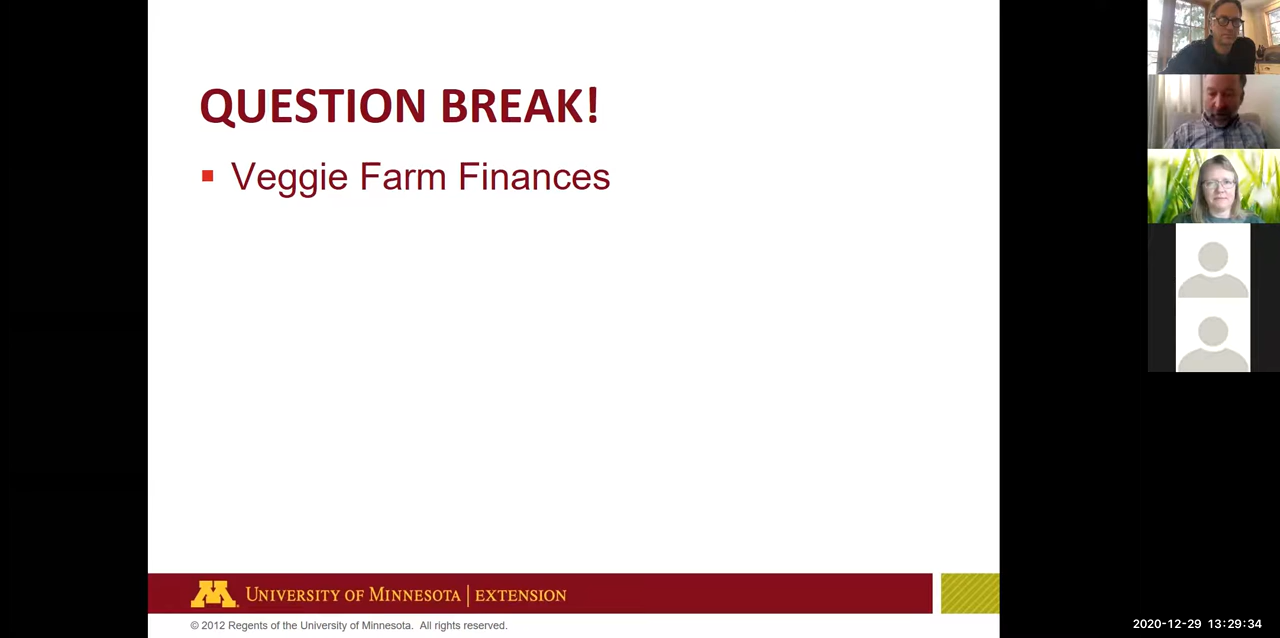 QUESTION BREAK!
▪ Veggie Farm Finances
M® UNIVERSITY OF MINNESOTA | EXTENSION
© 2012 Regents of the University of Minnesota. All rights reserved.
2020-12-29 13:29:34